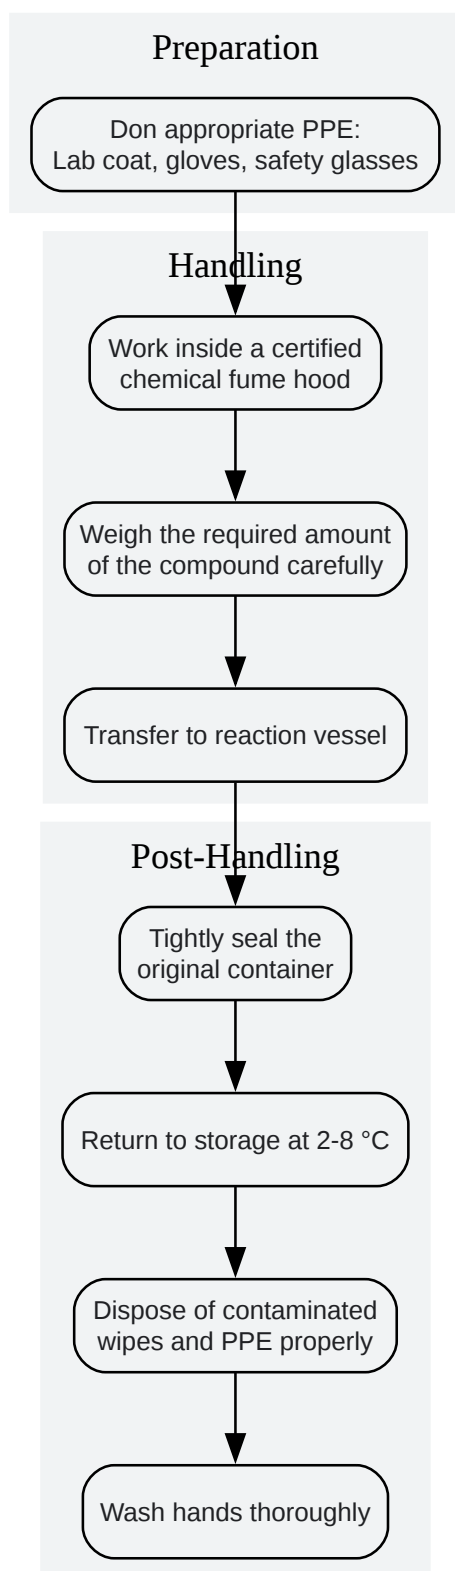 Preparation
Don appropriate PPE:
Lab coat, gloves, safety glasses
Handling
Work inside a certified
chemical fume hood
Weigh the required amount
of the compound carefully
Transfer to reaction vessel
Post-Handling
Tightly seal the
original container
Return to storage at 2-8 °C
Dispose of contaminated
wipes and PPE properly
Wash hands thoroughly